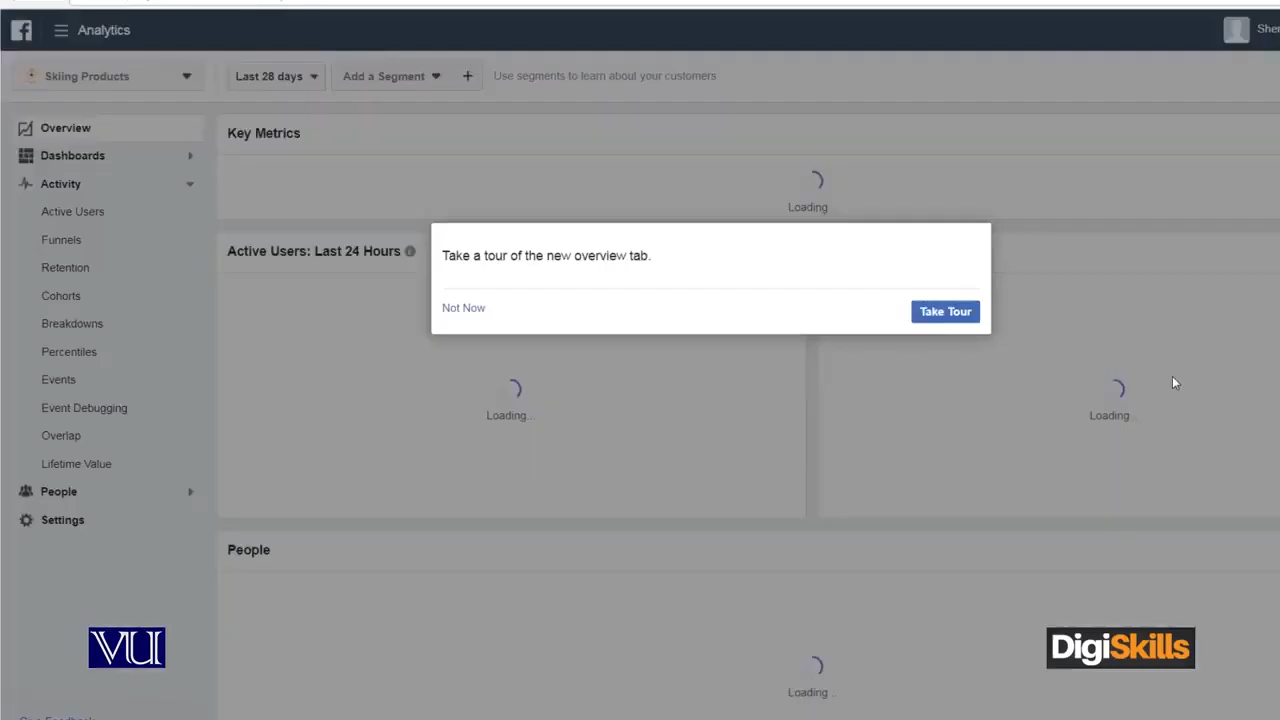 Analytics
Sher
Skiing Products
Last 28 days
Add a Segment
+
Use segments to learn about your customers
Overview
Dashboards
Activity
Active Users
Funnels
Retention
Cohorts
Breakdowns
Percentiles
Events
Event Debugging
Overlap
Lifetime Value
People
Settings
Key Metrics
Loading
Active Users: Last 24 Hours
Take a tour of the new overview tab.
Not Now
Take Tour
Loading...
Loading...
People
Loading..
VU
DigiSkills